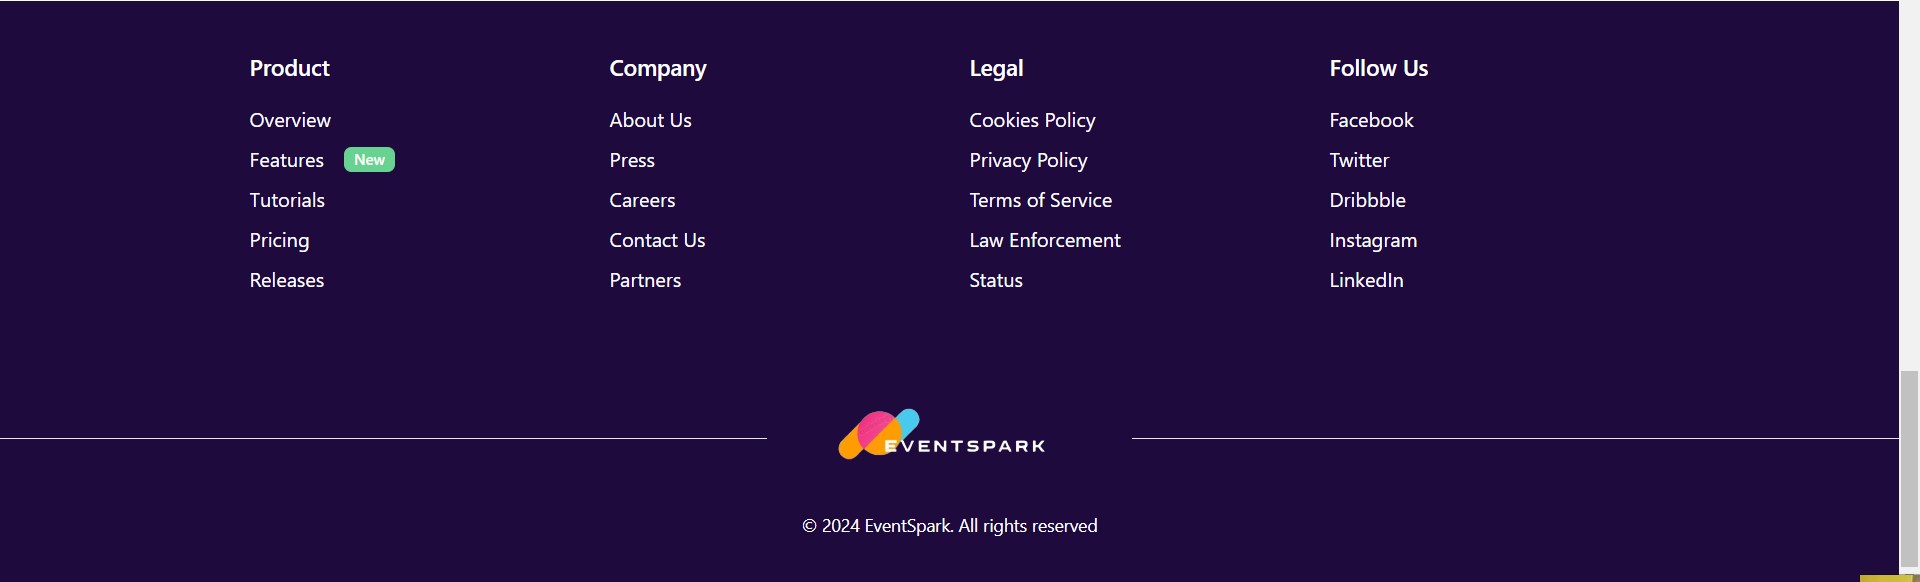 Product
Overview
Features New
Tutorials
Pricing
Releases
Company
About Us
Press
Careers
Contact Us
Partners
Legal
Cookies Policy
Privacy Policy
Terms of Service
Law Enforcement
Status
Follow Us
Facebook
Twitter
Dribbble
Instagram
LinkedIn
EVENTSPARK
© 2024 EventSpark. All rights reserved